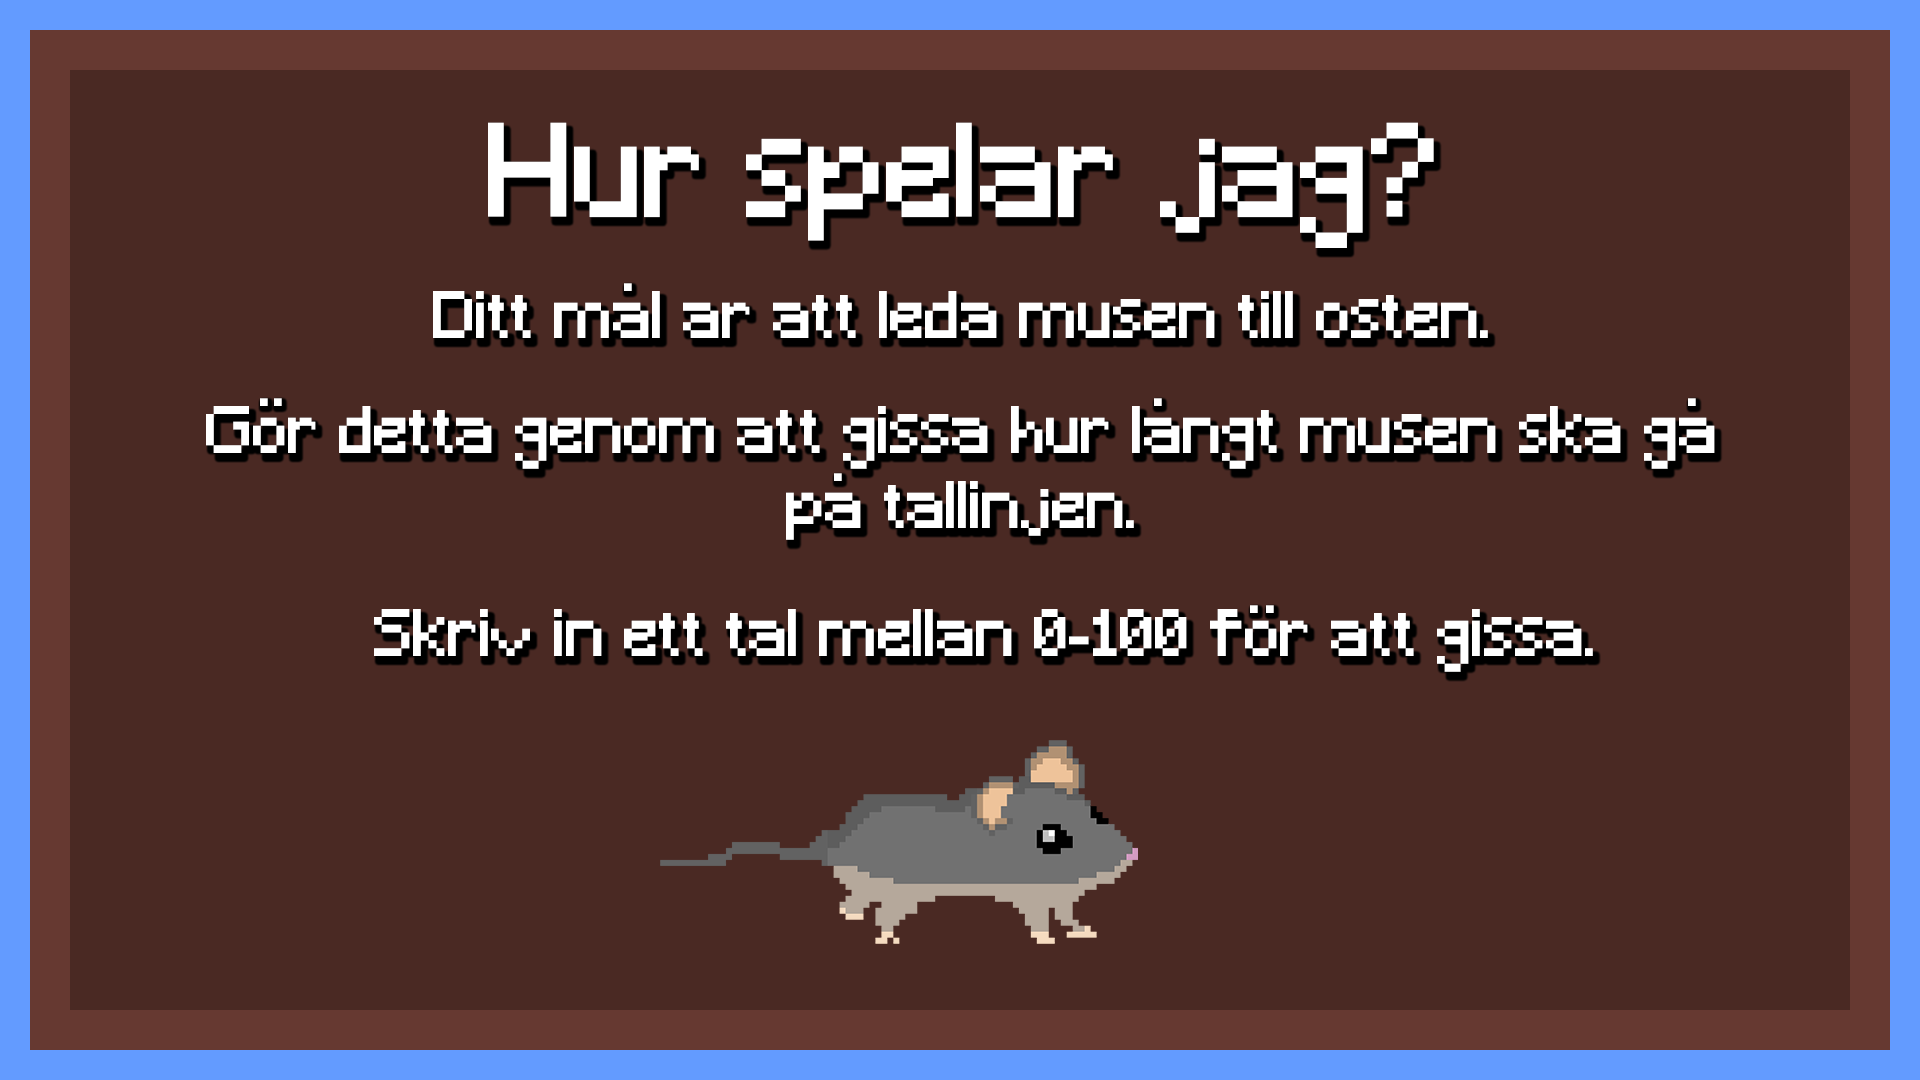 Hur spelar jag?
Ditt mål ar att leda musen till osten.
Gör detta genom att gissa hur långt musen ska gå
på tallinjen.
Skriv in ett tal mellan 0-100 för att gissa.